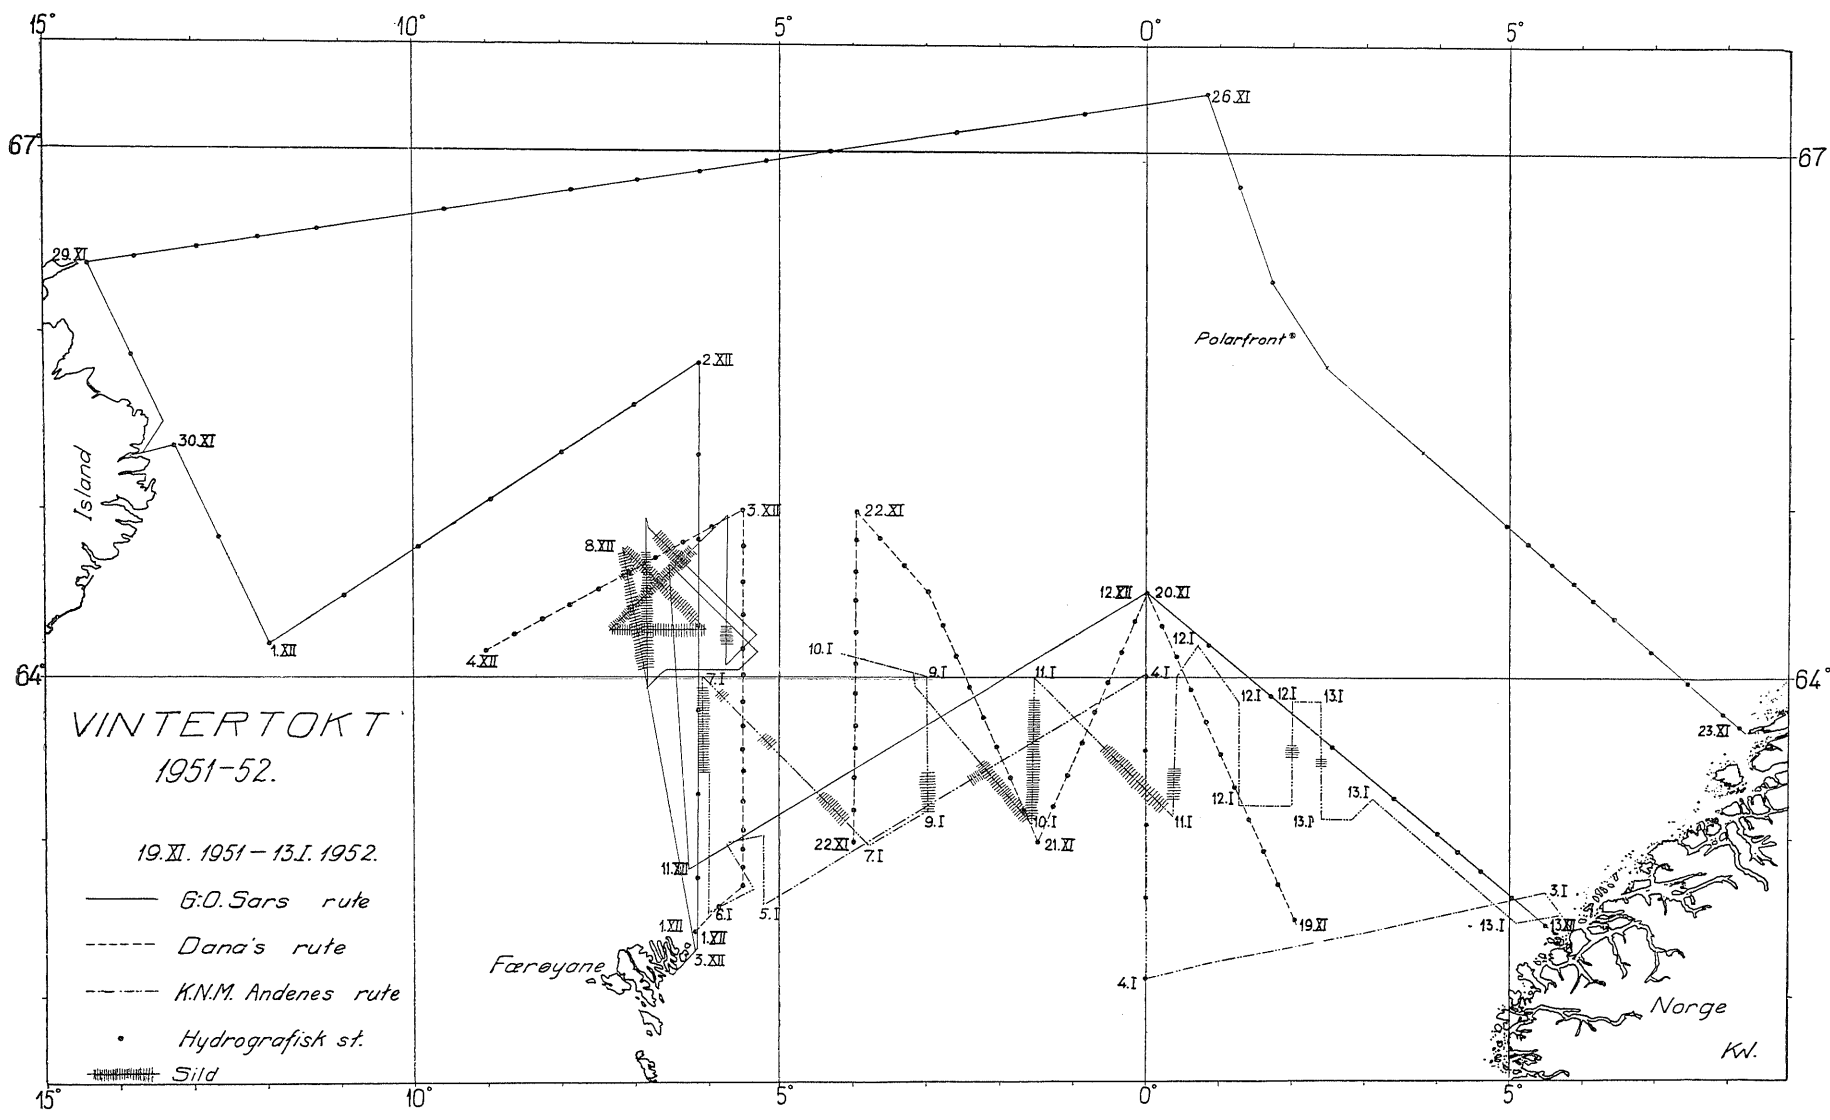 15° 10° 5° 0° 5°
26.XI
67° 67
29.XI
Polarfront
2.XII
30.XI
Island
3.XII 22.XI
8.XII
12.XII 20.XI
12.I
1.XII 4.XII 10.I
64° 7.I 9.I 11.I 4.I 64°
12.I 12.I 13.I
VINTERTOKT
1951-52.
23.XI
12.I 13.I
9.I 10.I 11.I 13.I
22.XI 7.I 21.XI
19.XI. 1951 - 13.I. 1952.
11.XII
G.O. Sars rute
3.I
6.I 5.I
1.XII 1.XII 19.XI 13.I 13.XII
Dana's rute
3.XII
Færøyane
4.I
K.N.M. Andenes rute
Norge
Hydrografisk st.
KW.
Sild
15° 10° 5° 0° 5°